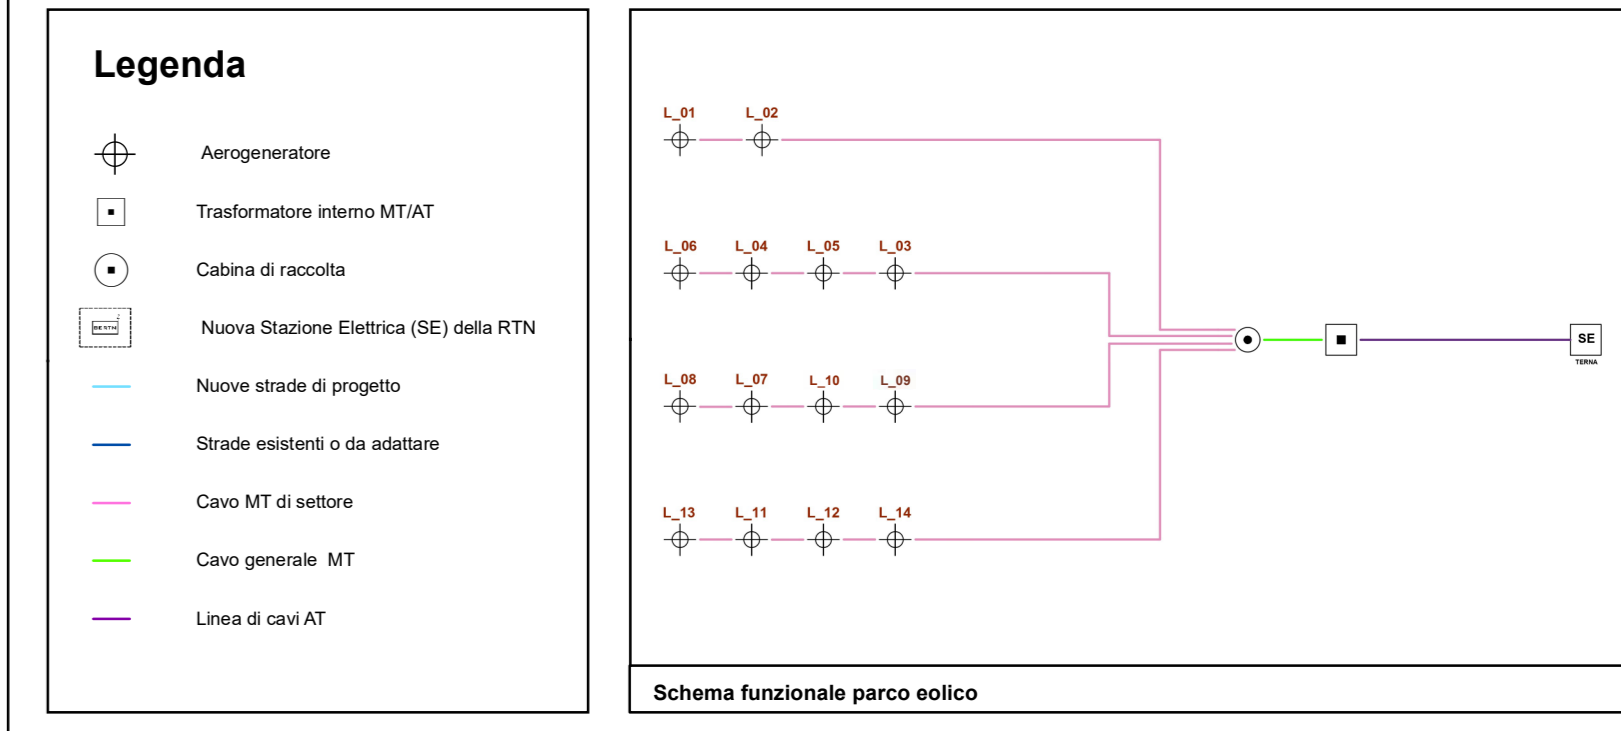 Legenda
Aerogeneratore
Trasformatore interno MT/AT
Cabina di raccolta
SE RTN
Nuova Stazione Elettrica (SE) della RTN
Nuove strade di progetto
Strade esistenti o da adattare
Cavo MT di settore
Cavo generale MT
Linea di cavi AT
L_01 L_02
L_06 L_04 L_05 L_03
SE
TERNA
L_08 L_07 L_10 L_09
L_13 L_11 L_12 L_14
Schema funzionale parco eolico